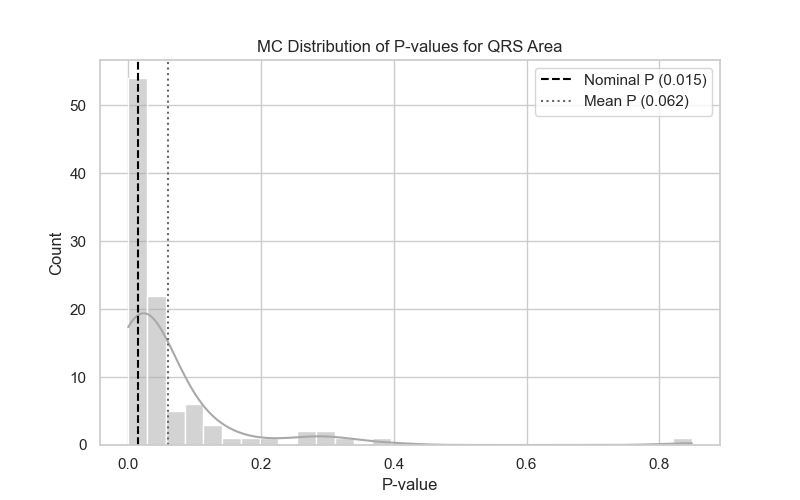 MC Distribution of P-values for QRS Area
Nominal P (0.015)
Mean P (0.062)
Count
50
40
30
20
10
0
0.0 0.2 0.4 0.6 0.8
P-value